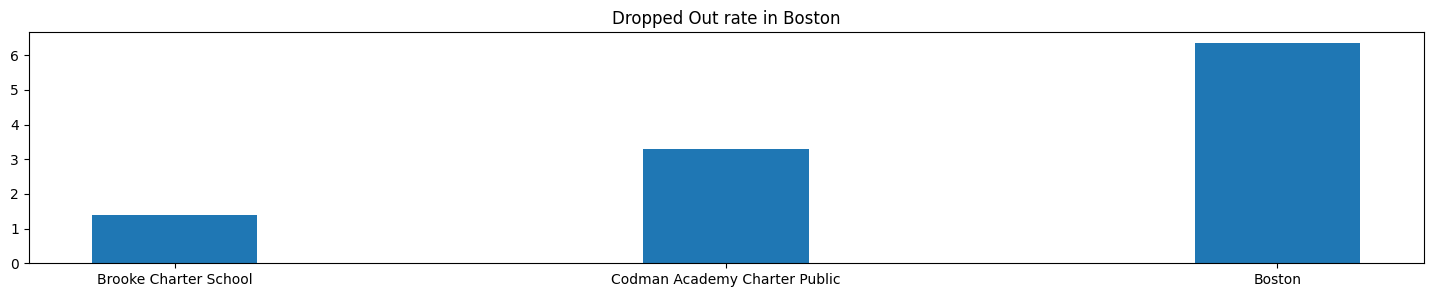 Dropped Out rate in Boston
6
5
4
3
2
1
0
Brooke Charter School
Codman Academy Charter Public
Boston